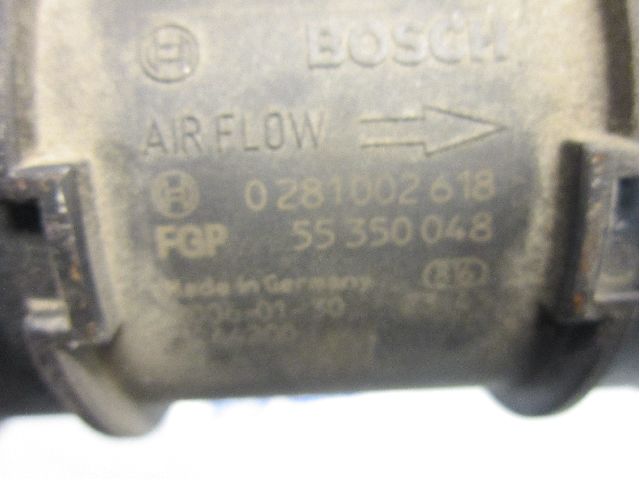 BOSCH
AIR FLOW
0 281 002 618
FGP 55 350 048
Made in Germany